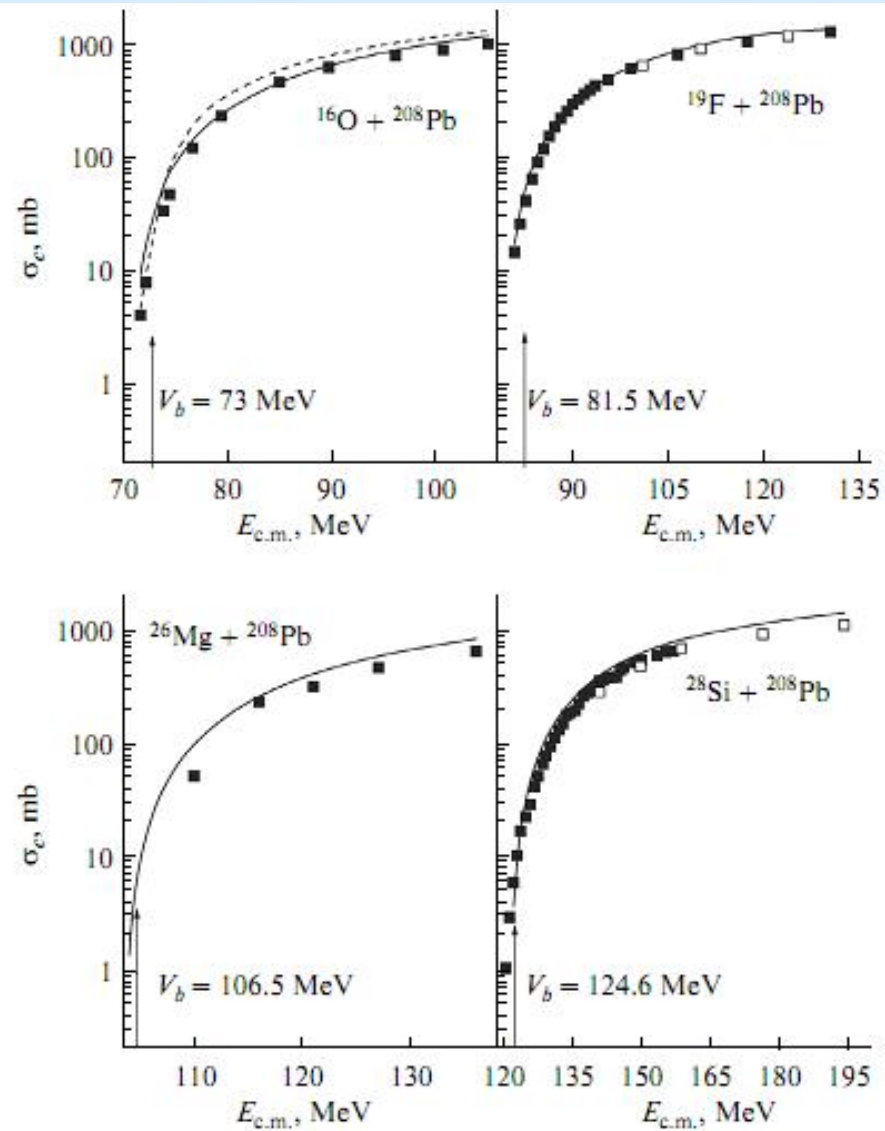 1000
100
10
1
σc, mb
¹⁶O + ²⁰⁸Pb
Vb = 73 MeV
70 80 90 100
Ec.m., MeV
¹⁹F + ²⁰⁸Pb
Vb = 81.5 MeV
90 105 120 135
Ec.m., MeV
1000
100
10
1
σc, mb
²⁶Mg + ²⁰⁸Pb
Vb = 106.5 MeV
110 120 130
Ec.m., MeV
²⁸Si + ²⁰⁸Pb
Vb = 124.6 MeV
120 135 150 165 180 195
Ec.m., MeV